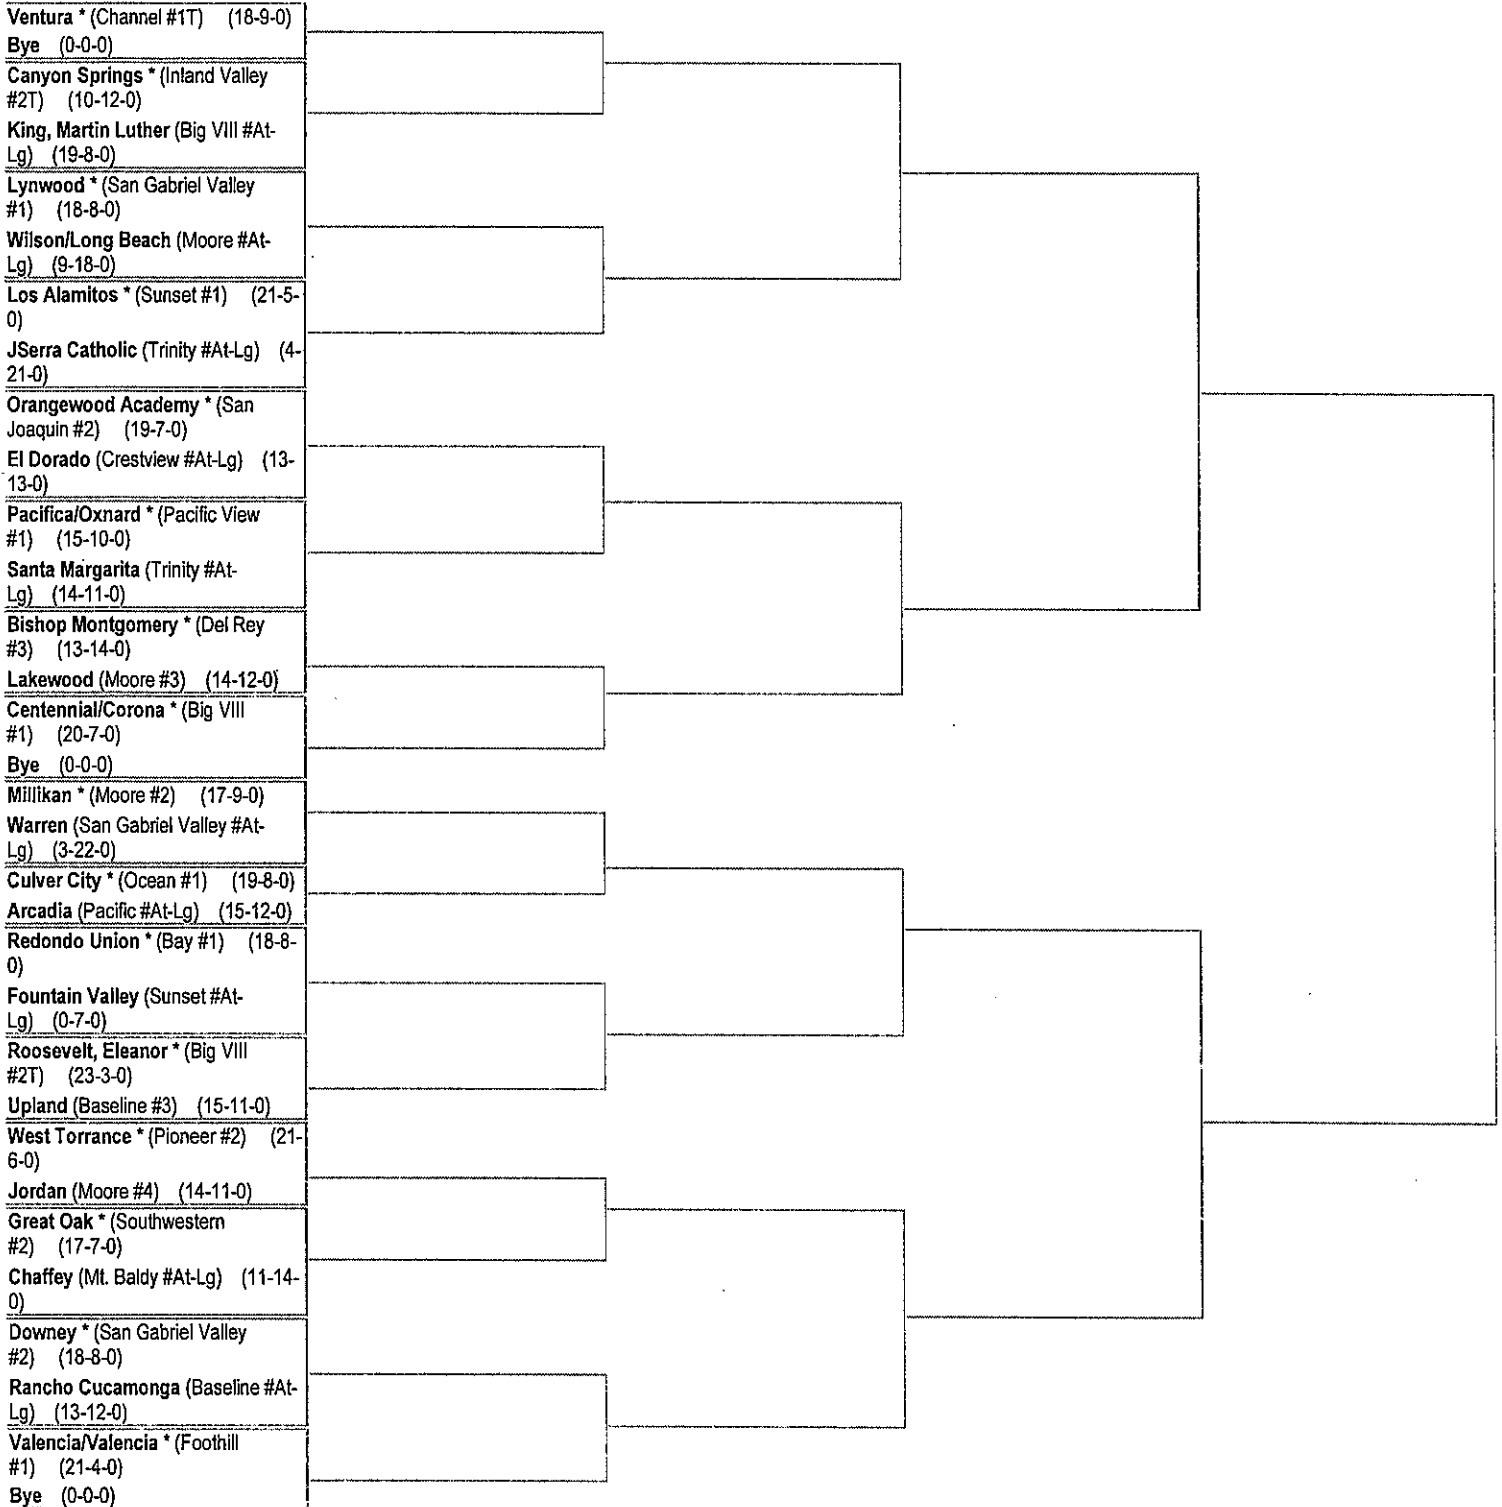 Ventura * (Channel #1T) (18-9-0)
Bye (0-0-0)
Canyon Springs * (Inland Valley
#2T) (10-12-0)
King, Martin Luther (Big VIII #At-
Lg) (19-8-0)
Lynwood * (San Gabriel Valley
#1) (18-8-0)
Wilson/Long Beach (Moore #At-
Lg) (9-18-0)
Los Alamitos * (Sunset #1) (21-5-
0)
JSerra Catholic (Trinity #At-Lg) (4-
21-0)
Orangewood Academy * (San
Joaquin #2) (19-7-0)
El Dorado (Crestview #At-Lg) (13-
13-0)
Pacifica/Oxnard * (Pacific View
#1) (15-10-0)
Santa Margarita (Trinity #At-
Lg) (14-11-0)
Bishop Montgomery * (Del Rey
#3) (13-14-0)
Lakewood (Moore #3) (14-12-0)
Centennial/Corona * (Big VIII
#1) (20-7-0)
Bye (0-0-0)
Millikan * (Moore #2) (17-9-0)
Warren (San Gabriel Valley #At-
Lg) (3-22-0)
Culver City * (Ocean #1) (19-8-0)
Arcadia (Pacific #At-Lg) (15-12-0)
Redondo Union * (Bay #1) (18-8-
0)
Fountain Valley (Sunset #At-
Lg) (0-7-0)
Roosevelt, Eleanor * (Big VIII
#2T) (23-3-0)
Upland (Baseline #3) (15-11-0)
West Torrance * (Pioneer #2) (21-
6-0)
Jordan (Moore #4) (14-11-0)
Great Oak * (Southwestern
#2) (17-7-0)
Chaffey (Mt. Baldy #At-Lg) (11-14-
0)
Downey * (San Gabriel Valley
#2) (18-8-0)
Rancho Cucamonga (Baseline #At-
Lg) (13-12-0)
Valencia/Valencia * (Foothill
#1) (21-4-0)
Bye (0-0-0)